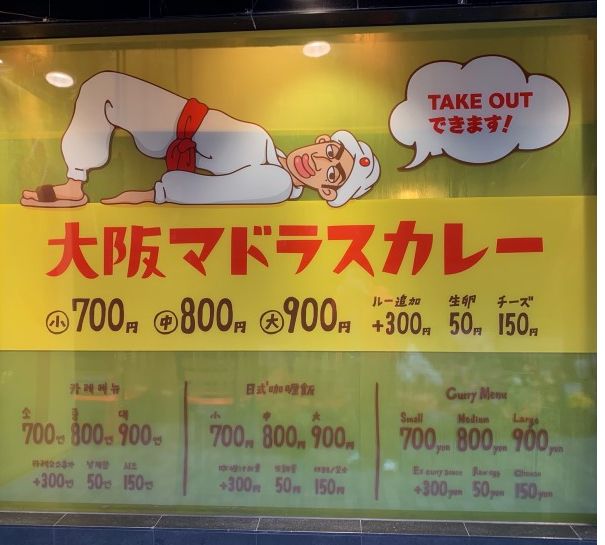 TAKE OUT
できます!
大阪マドラスカレー
小 700円 中 800円 大 900円
ルー追加 生卵 チーズ
+300円 50円 150円
카레메뉴
소 중 대
700엔 800엔 900엔
+300엔 50엔 150엔
日式咖喱飯
小 中 大
700円 800円 900円
+300円 50円 150円
Curry Menu
Small Medium Large
700yen 800yen 900yen
Ex curry sauce Raw egg Cheese
+300yen 50yen 150yen